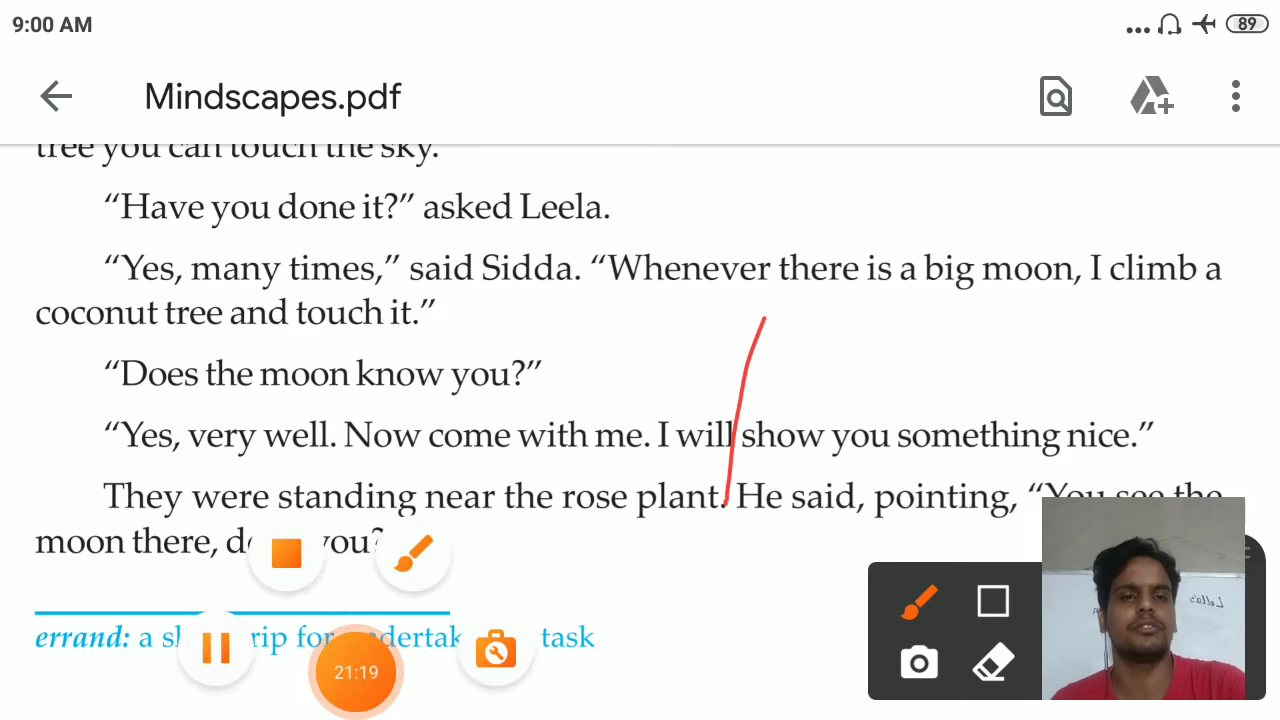 9:00 AM
89
Mindscapes.pdf
tree you can touch the sky.
“Have you done it?” asked Leela.
“Yes, many times,” said Sidda. “Whenever there is a big moon, I climb a
coconut tree and touch it.”
“Does the moon know you?”
“Yes, very well. Now come with me. I will show you something nice.”
They were standing near the rose plant. He said, pointing, “You see the
moon there, you?
errand: a for task
21:19